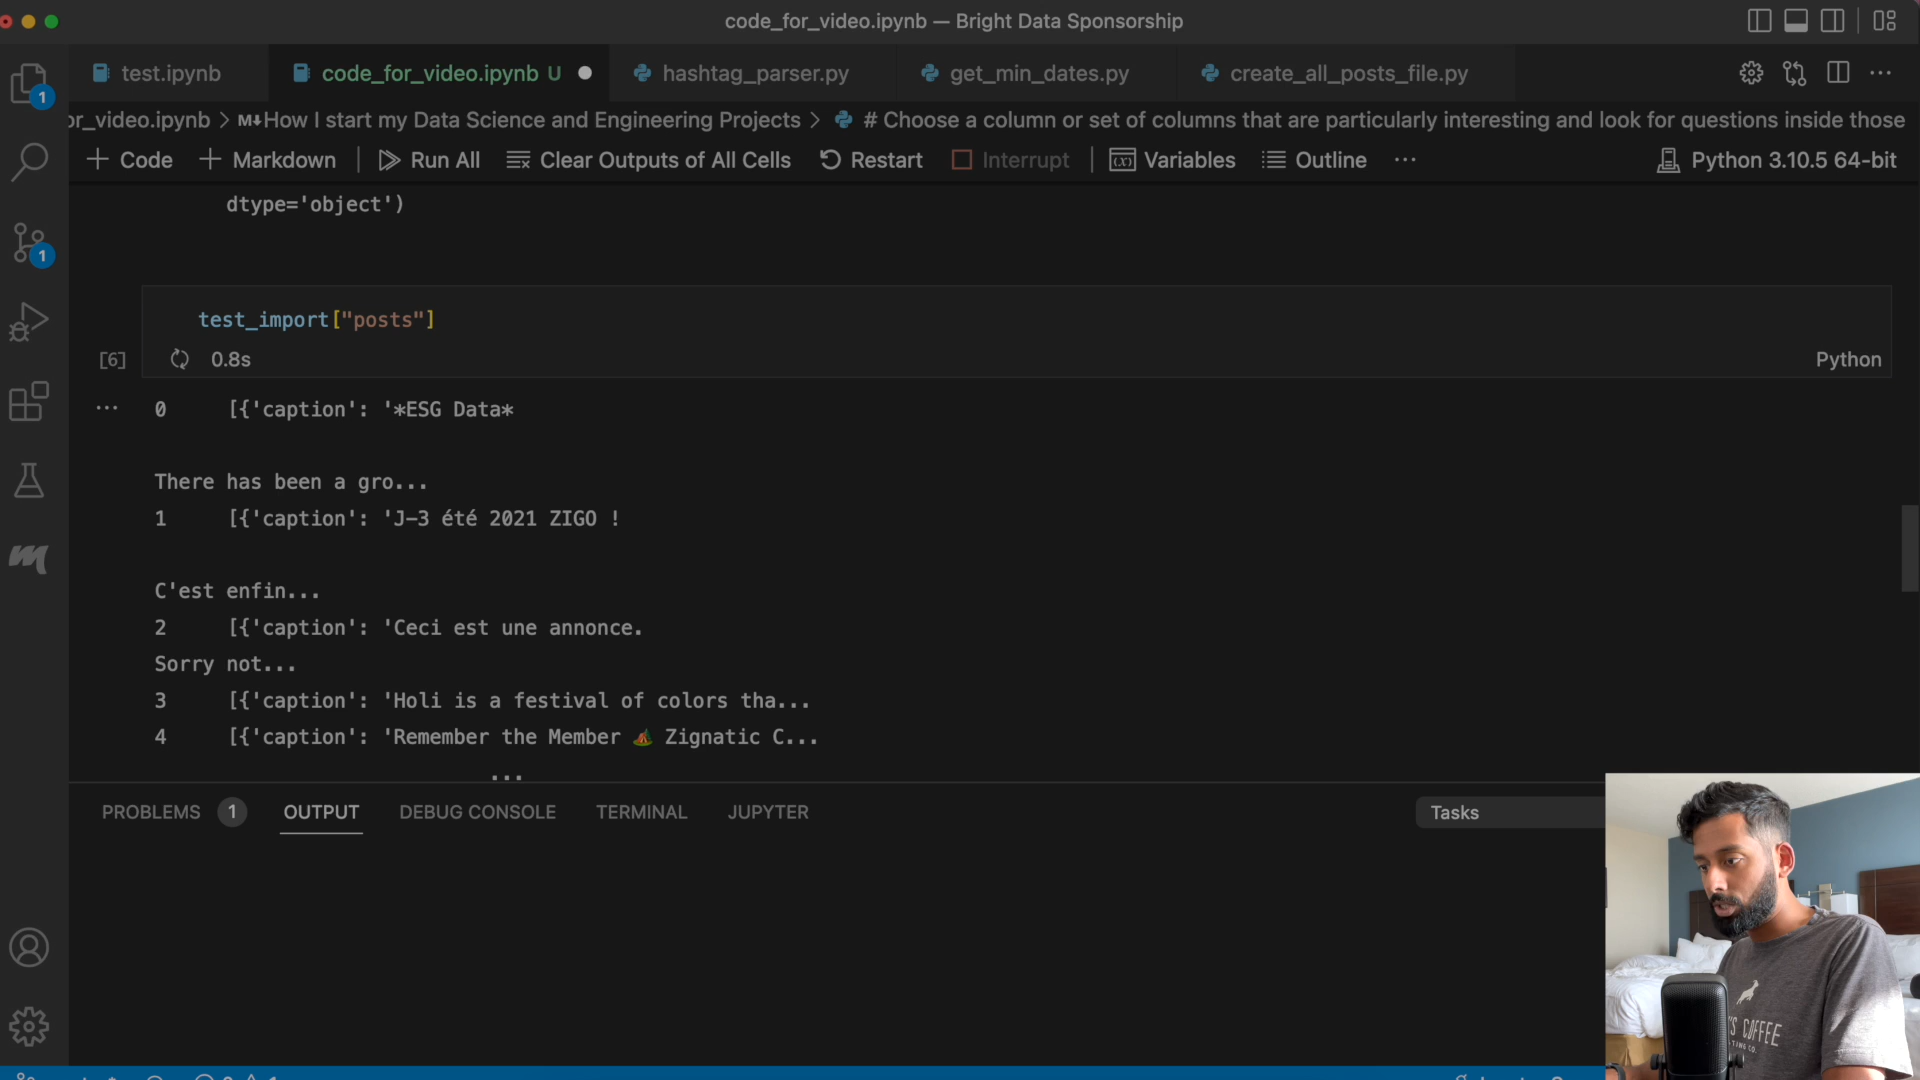 code_for_video.ipynb — Bright Data Sponsorship
test.ipynb
code_for_video.ipynb U
hashtag_parser.py
get_min_dates.py
create_all_posts_file.py
1
or_video.ipynb > M↓How I start my Data Science and Engineering Projects > # Choose a column or set of columns that are particularly interesting and look for questions inside those
+ Code + Markdown Run All Clear Outputs of All Cells Restart Interrupt Variables Outline ... Python 3.10.5 64-bit
dtype='object')
1
test_import["posts"]
[6] 0.8s Python
... 0 [{'caption': '*ESG Data*
There has been a gro...
1 [{'caption': 'J-3 été 2021 ZIGO !
C'est enfin...
2 [{'caption': 'Ceci est une annonce.
Sorry not...
3 [{'caption': 'Holi is a festival of colors tha...
4 [{'caption': 'Remember the Member 🏕️ Zignatic C...
...
PROBLEMS 1 OUTPUT DEBUG CONSOLE TERMINAL JUPYTER Tasks
COFFEE